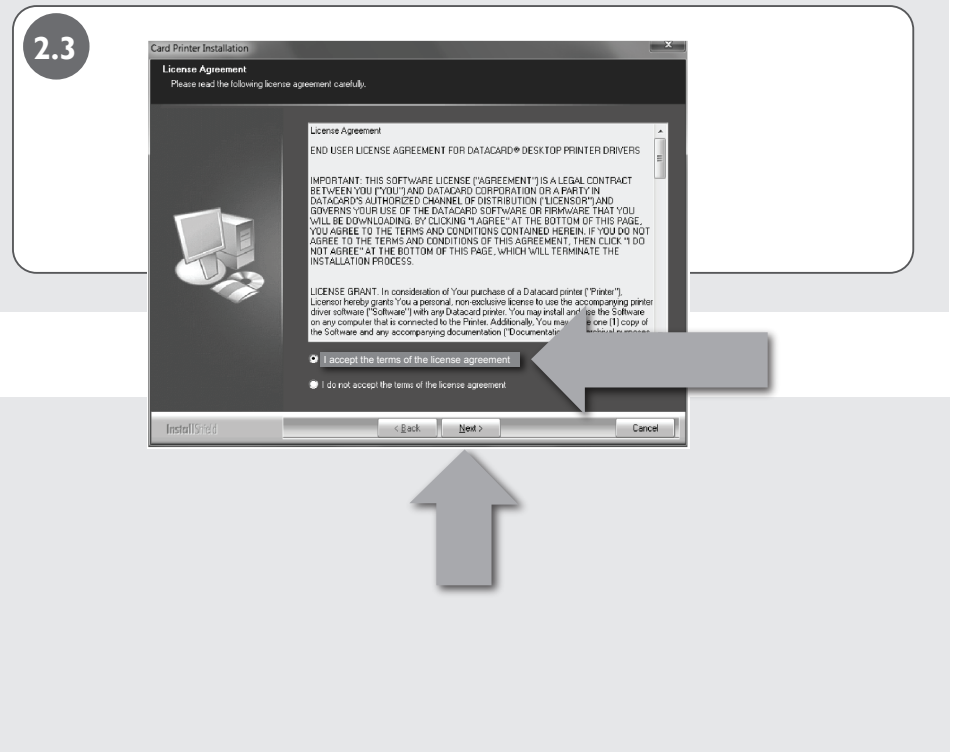 2.3
Card Printer Installation
License Agreement
Please read the following license agreement carefully.
License Agreement
END USER LICENSE AGREEMENT FOR DATACARD® DESKTOP PRINTER DRIVERS
IMPORTANT: THIS SOFTWARE LICENSE ("AGREEMENT") IS A LEGAL CONTRACT
BETWEEN YOU ("YOU") AND DATACARD CORPORATION OR A PARTY IN
DATACARD'S AUTHORIZED CHANNEL OF DISTRIBUTION ("LICENSOR") AND
GOVERNS YOUR USE OF THE DATACARD SOFTWARE OR FIRMWARE THAT YOU
WILL BE DOWNLOADING. BY CLICKING "I AGREE" AT THE BOTTOM OF THIS PAGE,
YOU AGREE TO THE TERMS AND CONDITIONS CONTAINED HEREIN. IF YOU DO NOT
AGREE TO THE TERMS AND CONDITIONS OF THIS AGREEMENT, THEN CLICK "I DO
NOT AGREE" AT THE BOTTOM OF THIS PAGE, WHICH WILL TERMINATE THE
INSTALLATION PROCESS.
LICENSE GRANT. In consideration of Your purchase of a Datacard printer ("Printer"),
Licensor hereby grants You a personal, non-exclusive license to use the accompanying printer
driver software ("Software") with any Datacard printer. You may install and use the Software
on any computer that is connected to the Printer. Additionally, You may one (1) copy of
the Software and any accompanying documentation ("Documentation purposes
I accept the terms of the license agreement
I do not accept the terms of the license agreement
InstallShield
< Back
Next >
Cancel